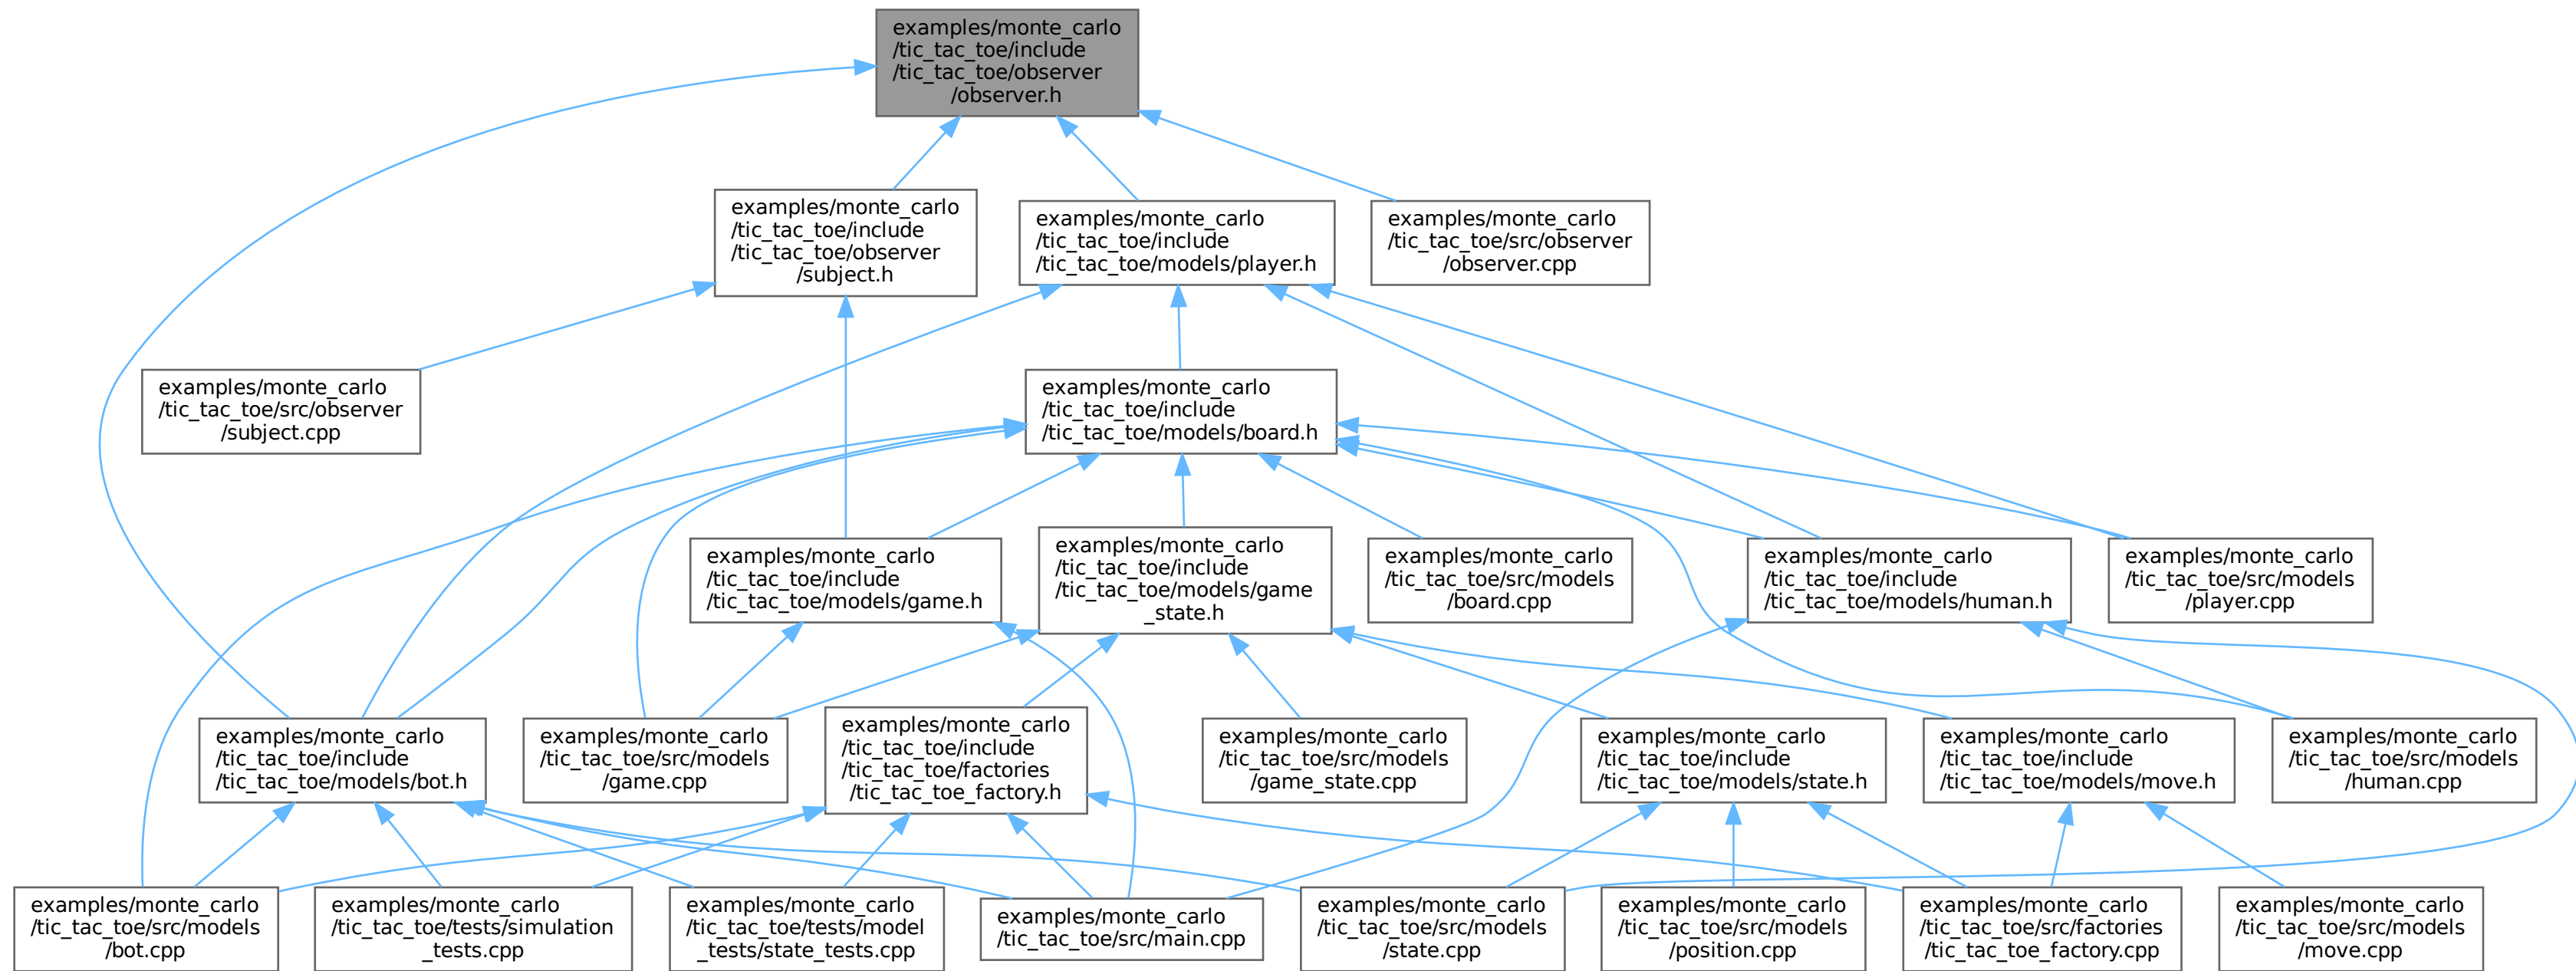 examples/monte_carlo
/tic_tac_toe/include
/tic_tac_toe/observer
/observer.h
examples/monte_carlo
/tic_tac_toe/include
/tic_tac_toe/observer
/subject.h
examples/monte_carlo
/tic_tac_toe/include
/tic_tac_toe/models/player.h
examples/monte_carlo
/tic_tac_toe/src/observer
/observer.cpp
examples/monte_carlo
/tic_tac_toe/src/observer
/subject.cpp
examples/monte_carlo
/tic_tac_toe/include
/tic_tac_toe/models/board.h
examples/monte_carlo
/tic_tac_toe/include
/tic_tac_toe/models/game.h
examples/monte_carlo
/tic_tac_toe/include
/tic_tac_toe/models/game
_state.h
examples/monte_carlo
/tic_tac_toe/src/models
/board.cpp
examples/monte_carlo
/tic_tac_toe/include
/tic_tac_toe/models/human.h
examples/monte_carlo
/tic_tac_toe/src/models
/player.cpp
examples/monte_carlo
/tic_tac_toe/include
/tic_tac_toe/models/bot.h
examples/monte_carlo
/tic_tac_toe/src/models
/game.cpp
examples/monte_carlo
/tic_tac_toe/include
/tic_tac_toe/factories
/tic_tac_toe_factory.h
examples/monte_carlo
/tic_tac_toe/src/models
/game_state.cpp
examples/monte_carlo
/tic_tac_toe/include
/tic_tac_toe/models/state.h
examples/monte_carlo
/tic_tac_toe/include
/tic_tac_toe/models/move.h
examples/monte_carlo
/tic_tac_toe/src/models
/human.cpp
examples/monte_carlo
/tic_tac_toe/src/models
/bot.cpp
examples/monte_carlo
/tic_tac_toe/tests/simulation
_tests.cpp
examples/monte_carlo
/tic_tac_toe/tests/model
_tests/state_tests.cpp
examples/monte_carlo
/tic_tac_toe/src/main.cpp
examples/monte_carlo
/tic_tac_toe/src/models
/state.cpp
examples/monte_carlo
/tic_tac_toe/src/models
/position.cpp
examples/monte_carlo
/tic_tac_toe/src/factories
/tic_tac_toe_factory.cpp
examples/monte_carlo
/tic_tac_toe/src/models
/move.cpp